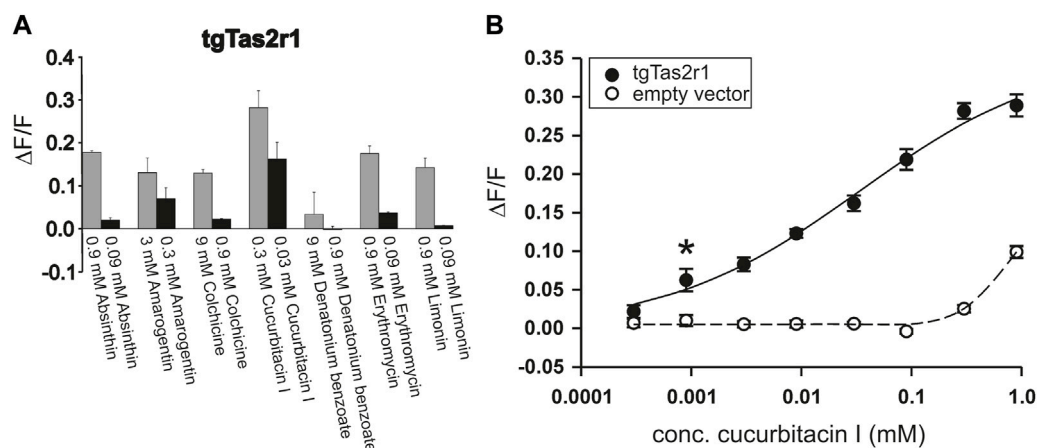 A
tgTas2r1
ΔF/F
0.4
0.3
0.2
0.1
0.0
-0.1
0.9 mM Absinthin
0.09 mM Absinthin
3 mM Amarogentin
0.3 mM Amarogentin
9 mM Colchicine
0.9 mM Colchicine
0.3 mM Cucurbitacin I
0.03 mM Cucurbitacin I
9 mM Denatonium benzoate
0.9 mM Denatonium benzoate
0.9 mM Erythromycin
0.09 mM Erythromycin
0.9 mM Limonin
0.09 mM Limonin
B
tgTas2r1
empty vector
ΔF/F
0.35
0.30
0.25
0.20
0.15
0.10
0.05
0.00
-0.05
*
0.0001
0.001
0.01
0.1
1.0
conc. cucurbitacin I (mM)